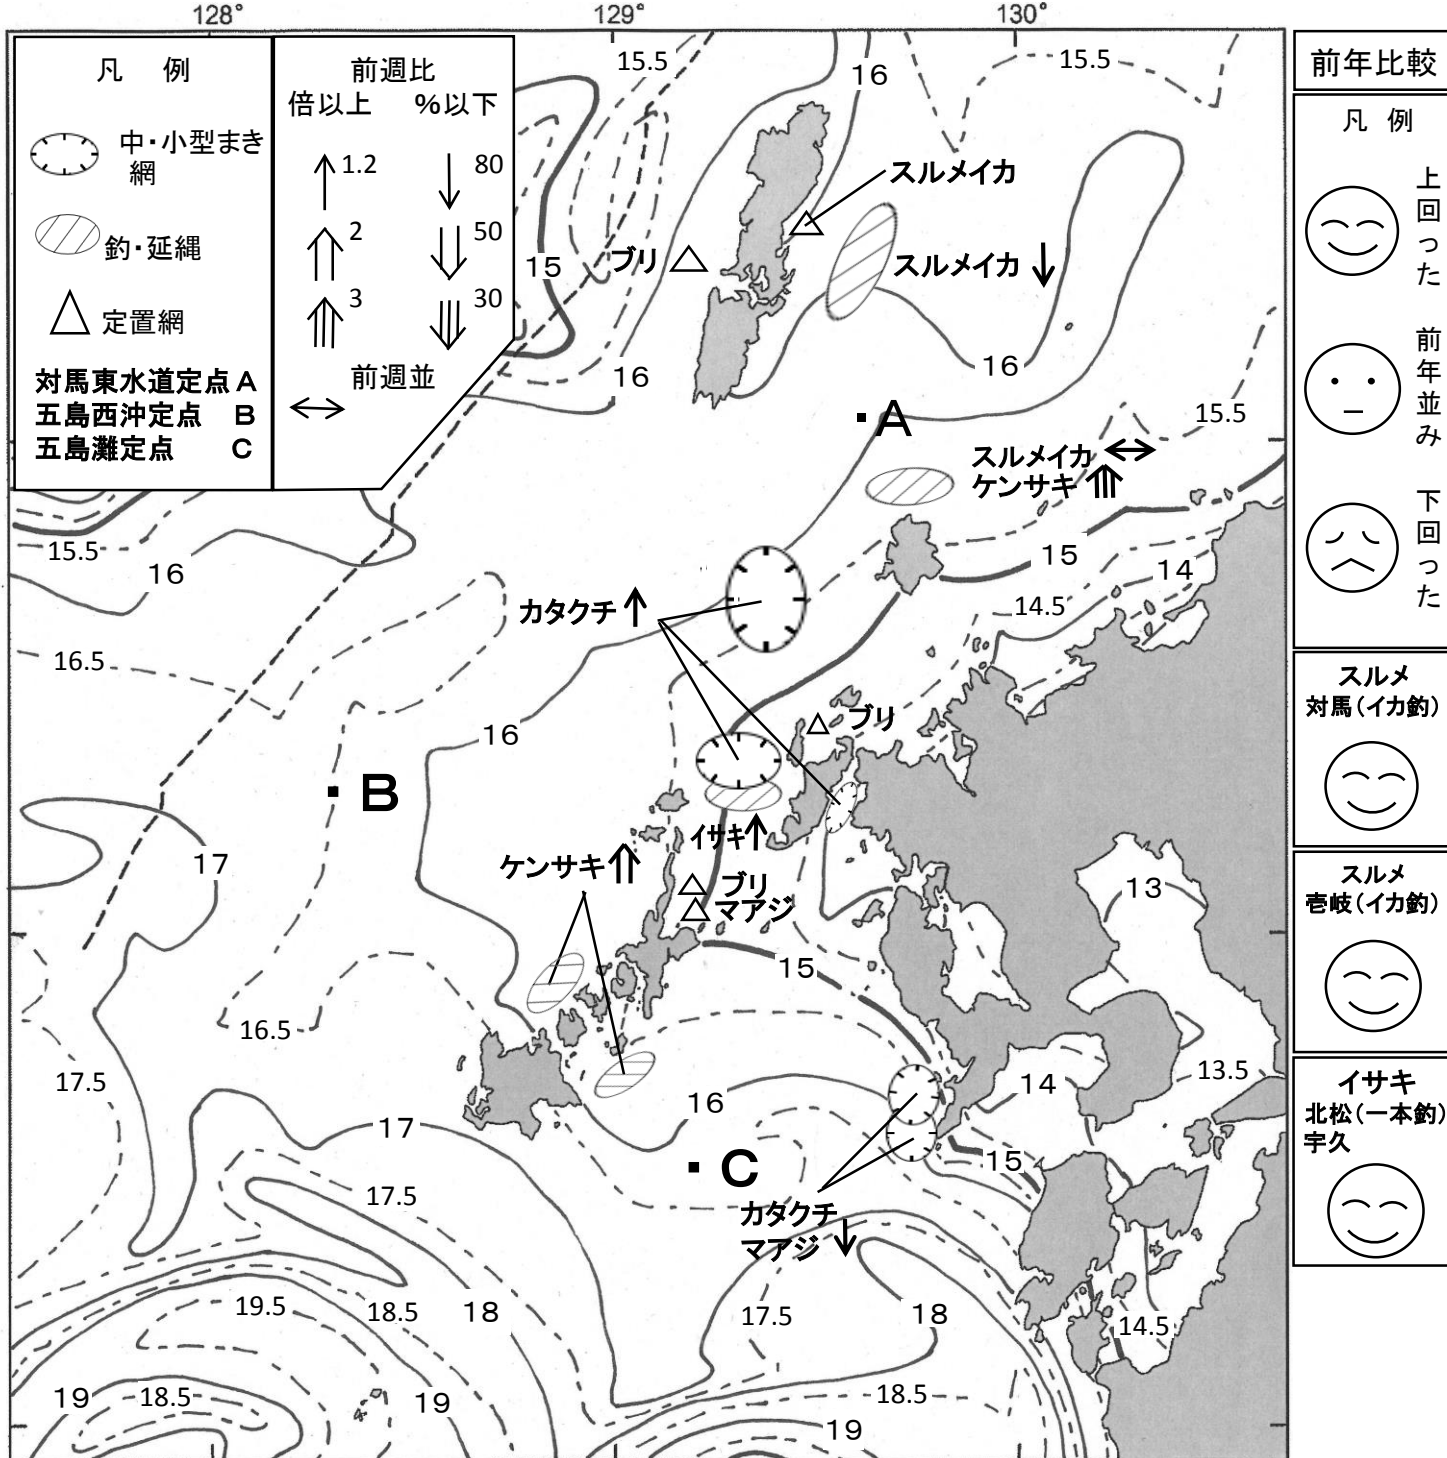 128°
129°
130°
凡 例
中・小型まき
網
釣・延縄
定置網
対馬東水道定点 A
五島西沖定点 B
五島灘定点 C
前週比
倍以上 %以下
1.2 80
2 50
3 30
前週並
15.5
16
15.5
スルメイカ
ブリ
スルメイカ
15
16
16
A
15.5
スルメイカ
ケンサキ
15.5
16
15
14
14.5
カタクチ
16.5
16
ブリ
B
イサキ
17
ケンサキ
ブリ
マアジ
13
15
16.5
17.5
14
13.5
16
17
15
C
17.5
カタクチ
マアジ
19.5
18.5
18
17.5
18
14.5
19
18.5
19
18.5
19
前年比較
凡 例
上回った
前年並み
下回った
スルメ
対馬(イカ釣)
スルメ
壱岐(イカ釣)
イサキ
北松(一本釣)
宇久